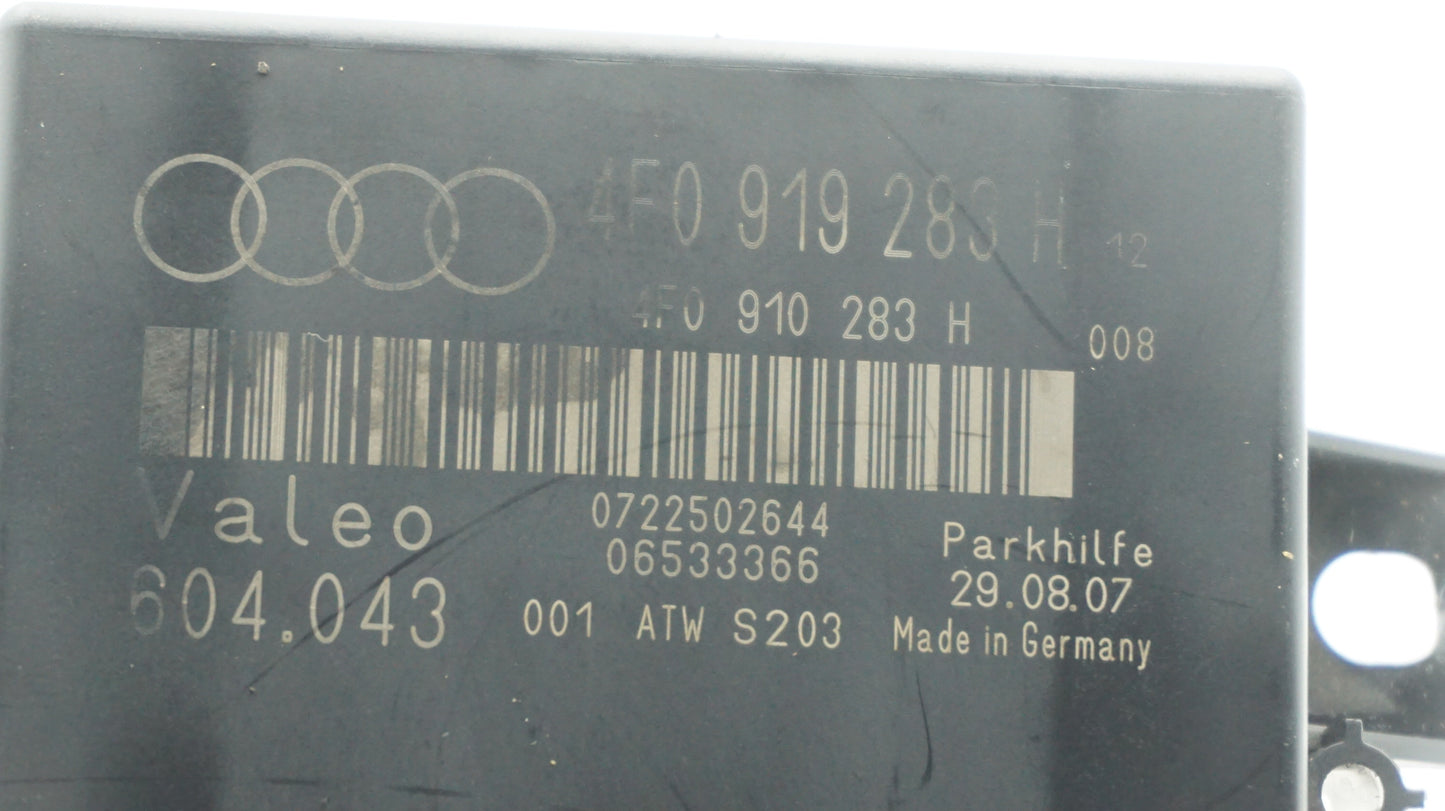 4F0 919 283 H 12
4F0 910 283 H 008
Valeo
0722502644
06533366
604.043
001 ATW S203
Parkhilfe
29.08.07
Made in Germany